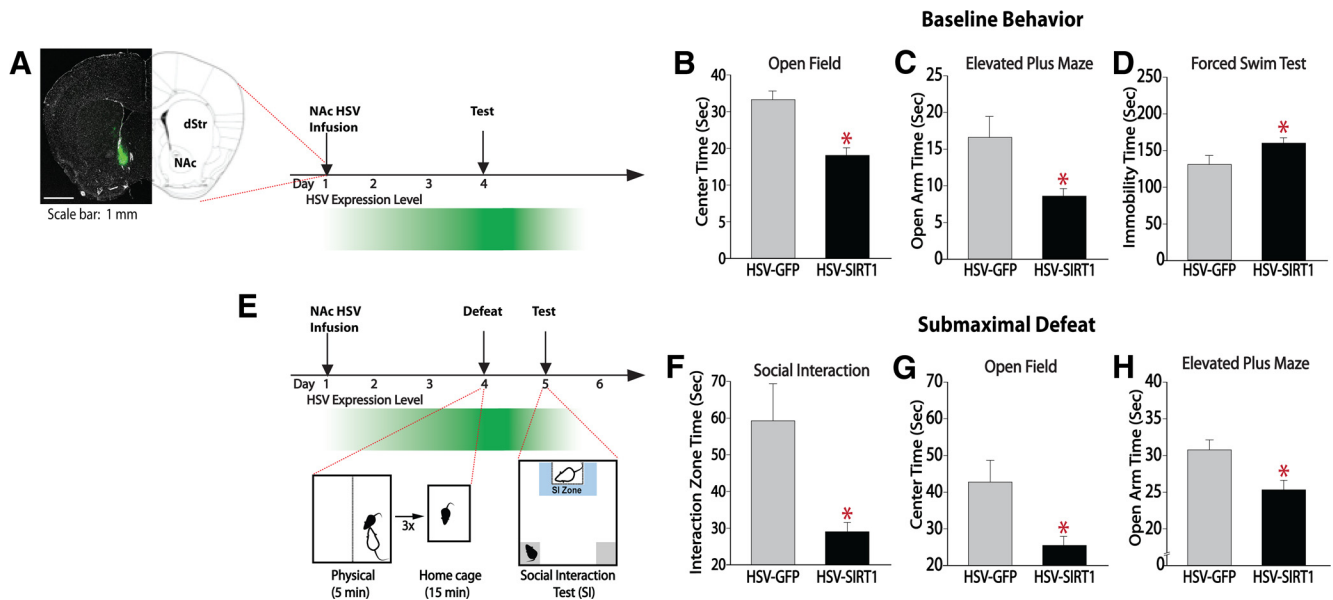 Baseline Behavior
A
dStr
NAc
Scale bar: 1 mm
NAc HSV
Infusion
Test
Day 1 2 3 4
HSV Expression Level
B
Open Field
Center Time (Sec)
40
30
20
10
5
0
HSV-GFP HSV-SIRT1
*
C
Elevated Plus Maze
Open Arm Time (Sec)
25
20
15
10
5
0
HSV-GFP HSV-SIRT1
*
D
Forced Swim Test
Immobility Time (Sec)
250
200
150
100
50
0
HSV-GFP HSV-SIRT1
*
E
NAc HSV
Infusion
Defeat
Test
Day 1 2 3 4 5 6
HSV Expression Level
3x
SI Zone
Physical
(5 min)
Home cage
(15 min)
Social Interaction
Test (SI)
Submaximal Defeat
F
Social Interaction
Interaction Zone Time (Sec)
70
60
50
40
30
20
HSV-GFP HSV-SIRT1
*
G
Open Field
Center Time (Sec)
70
60
50
40
30
20
HSV-GFP HSV-SIRT1
*
H
Elevated Plus Maze
Open Arm Time (Sec)
40
35
30
25
20
0
HSV-GFP HSV-SIRT1
*